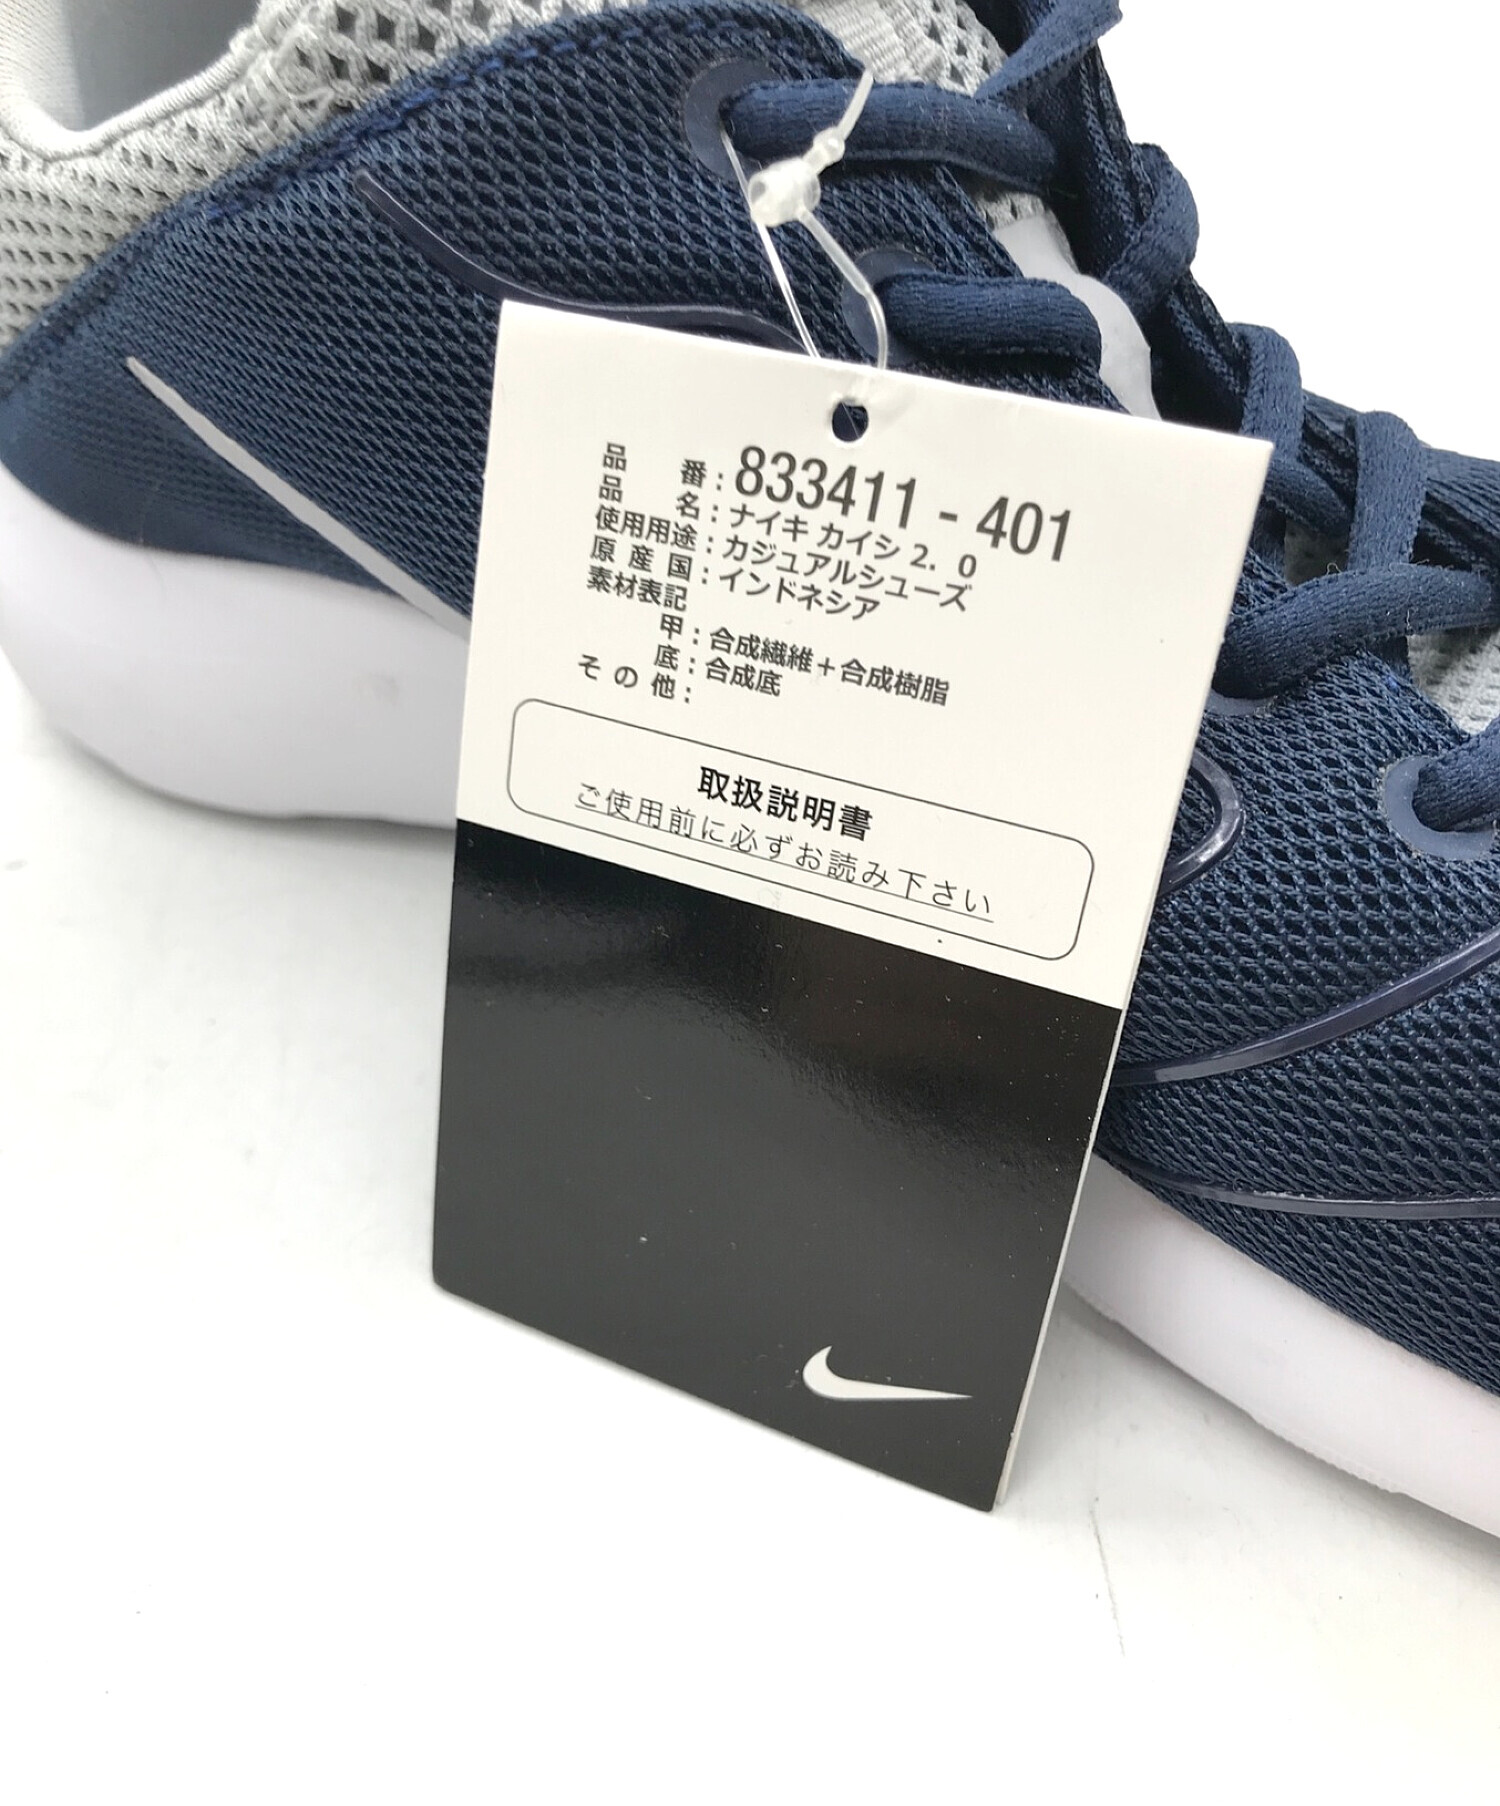 品番：833411 - 401
品名：ナイキ カイシ 2．0
使用用途：カジュアルシューズ
原産国：インドネシア
素材表記
甲：合成繊維＋合成樹脂
底：合成底
その他：
取扱説明書
ご使用前に必ずお読み下さい